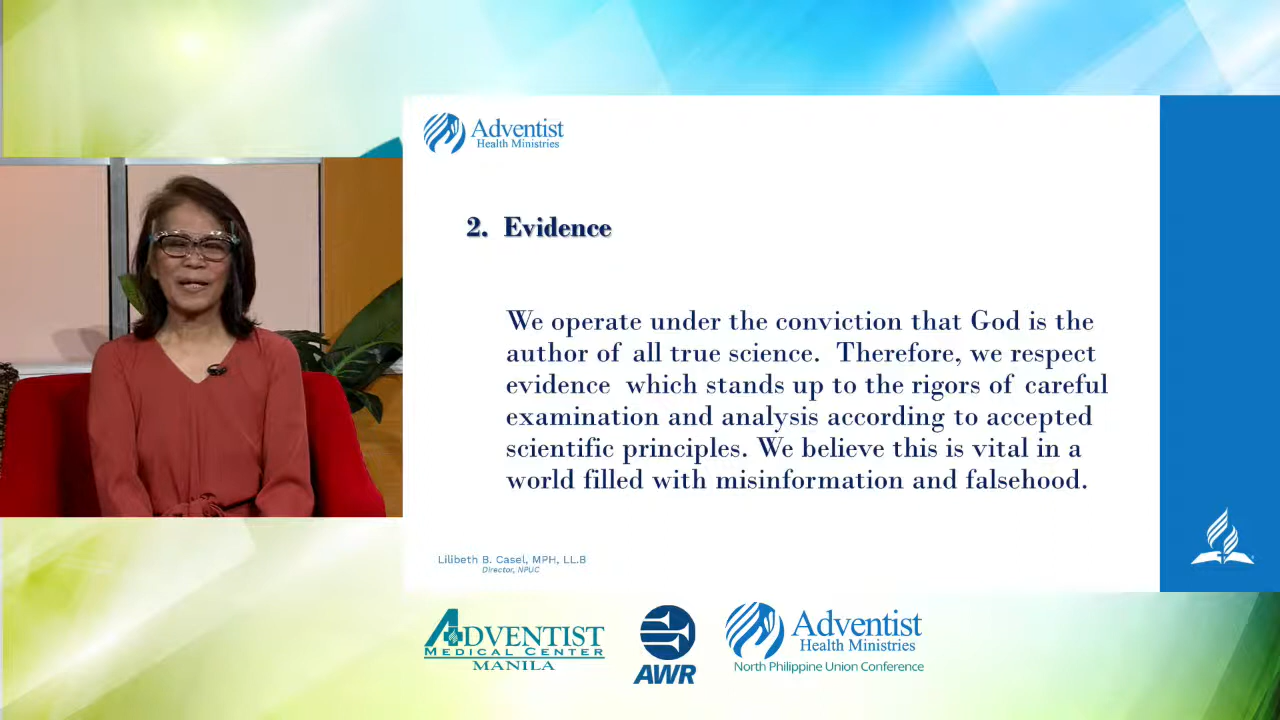 Adventist
Health Ministries
2. Evidence
We operate under the conviction that God is the
author of all true science. Therefore, we respect
evidence which stands up to the rigors of careful
examination and analysis according to accepted
scientific principles. We believe this is vital in a
world filled with misinformation and falsehood.
Lilibeth B. Casel, MPH, LL.B
Director, NPUC
ADVENTIST
MEDICAL CENTER
MANILA
AWR
Adventist
Health Ministries
North Philippine Union Conference